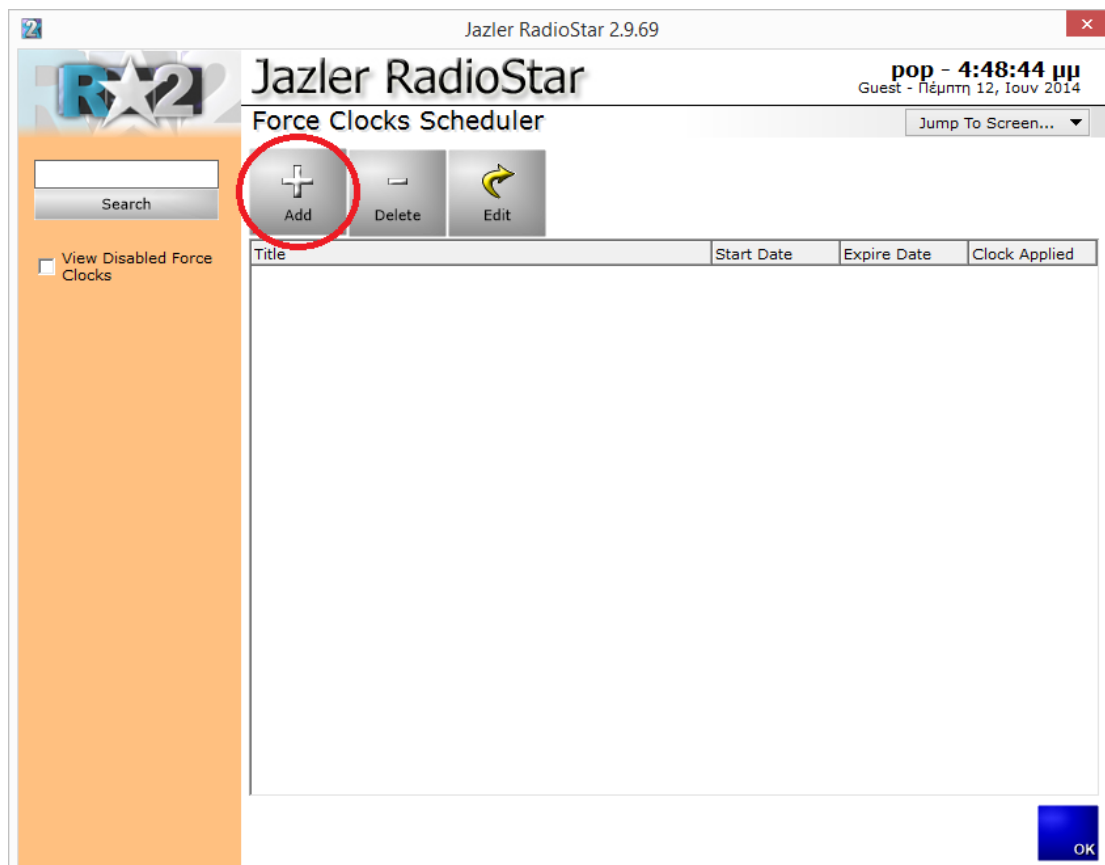 2
Jazler RadioStar 2.9.69
×
R★2
Jazler RadioStar
pop - 4:48:44 μμ
Guest - Πέμπτη 12, Ιουν 2014
Force Clocks Scheduler
Jump To Screen...
Search
Add
Delete
Edit
View Disabled Force
Clocks
Title
Start Date
Expire Date
Clock Applied
OK